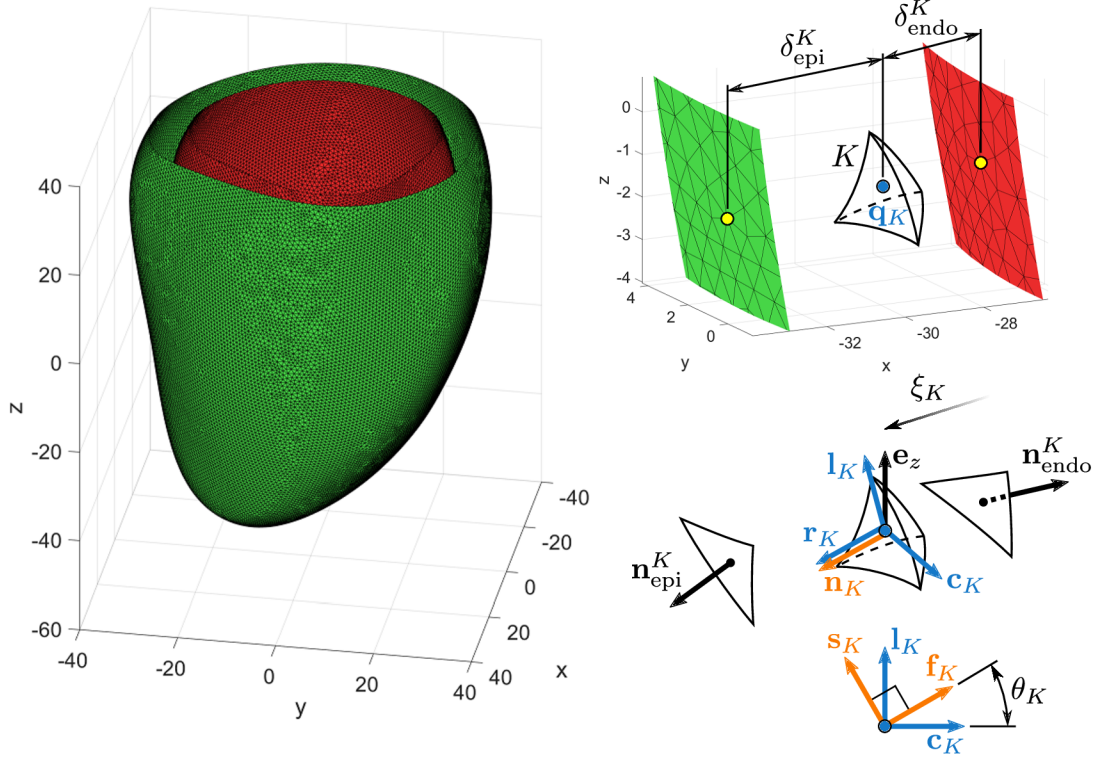 40
20
0
-20
-40
-60
z
-40
-20
0
20
40
y
-40
-20
0
20
40
x
δ^K_epi
δ^K_endo
0
-1
-2
-3
-4
z
4
2
0
y
-32
-30
-28
x
K
q_K
ξ_K
l_K
e_z
n^K_endo
r_K
n_K
c_K
n^K_epi
s_K
l_K
f_K
θ_K
c_K